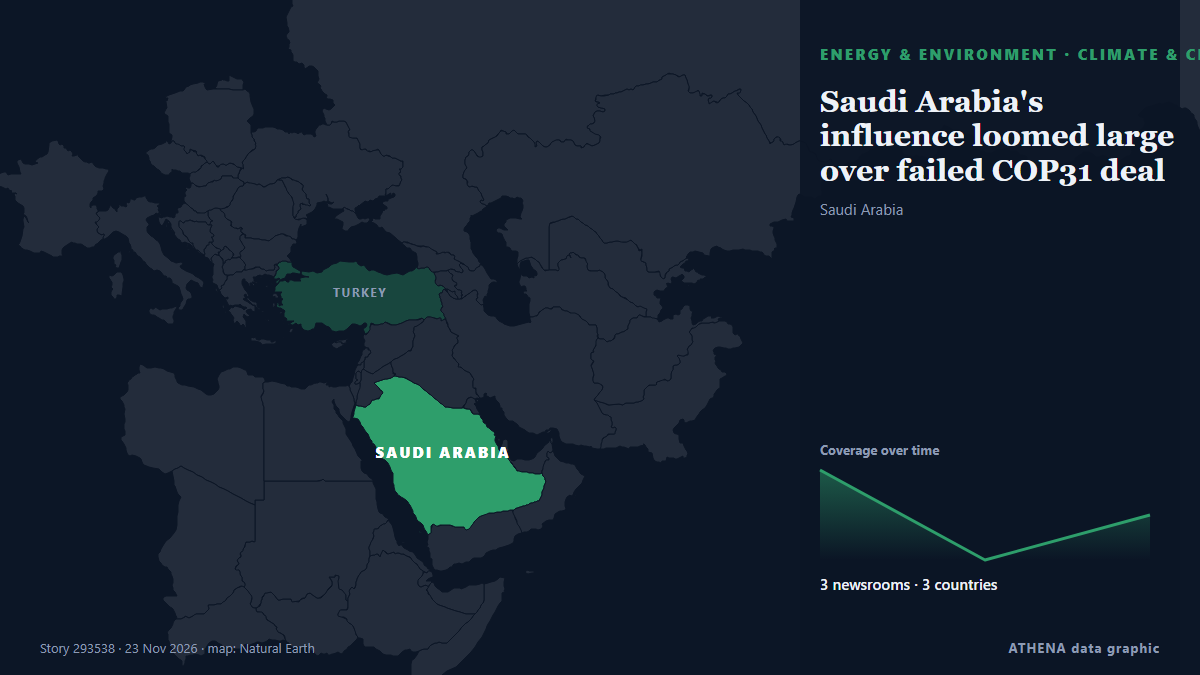 ENERGY & ENVIRONMENT · CLIMATE &
Saudi Arabia's
influence loomed large
over failed COP31 deal
Saudi Arabia
TURKEY
SAUDI ARABIA
Coverage over time
3 newsrooms · 3 countries
Story 293538 · 23 Nov 2026 · map: Natural Earth
ATHENA data graphic